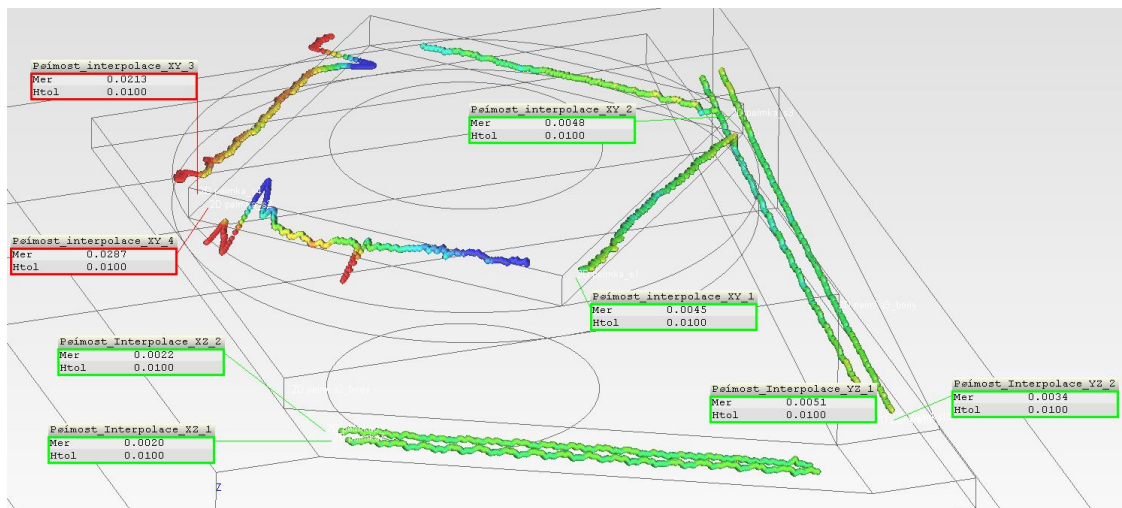 Pøímost_interpolace_XY_3
Mer 0.0213
Htol 0.0100
Pøímost_interpolace_XY_2
Mer 0.0048
Htol 0.0100
Pøímost_interpolace_XY_4
Mer 0.0287
Htol 0.0100
Pøímost_interpolace_XY_1
Mer 0.0045
Htol 0.0100
Pøímost_Interpolace_XZ_2
Mer 0.0022
Htol 0.0100
Pøímost_Interpolace_YZ_1
Mer 0.0051
Htol 0.0100
Pøímost_Interpolace_YZ_2
Mer 0.0034
Htol 0.0100
Pøímost_Interpolace_XZ_1
Mer 0.0020
Htol 0.0100
Z